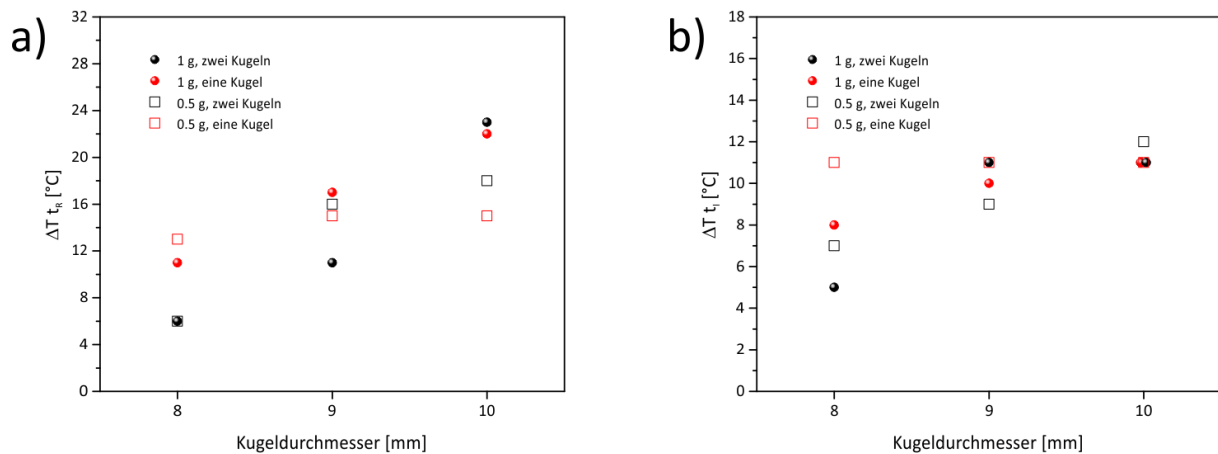 a)
1 g, zwei Kugeln
1 g, eine Kugel
0.5 g, zwei Kugeln
0.5 g, eine Kugel
ΔT t_R [°C]
32
28
24
20
16
12
8
4
0
8 9 10
Kugeldurchmesser [mm]
b)
1 g, zwei Kugeln
1 g, eine Kugel
0.5 g, zwei Kugeln
0.5 g, eine Kugel
ΔT t_I [°C]
18
16
14
12
10
8
6
4
2
0
8 9 10
Kugeldurchmesser [mm]